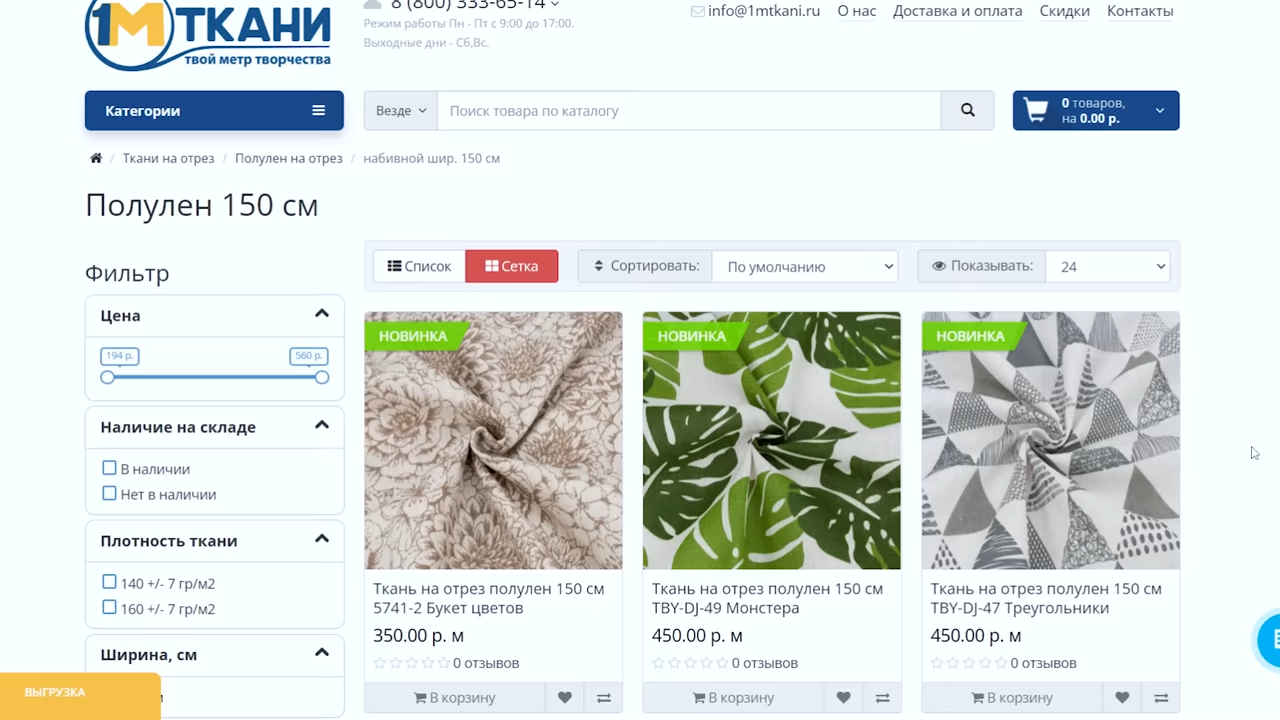 1М ТКАНИ
твой метр творчества
8 (800) 333-65-14
Режим работы Пн - Пт с 9:00 до 17:00.
Выходные дни - Сб,Вс.
info@1mtkani.ru О нас Доставка и оплата Скидки Контакты
Категории
Везде Поиск товара по каталогу
0 товаров,
на 0.00 р.
/ Ткани на отрез / Полулен на отрез / набивной шир. 150 см
Полулен 150 см
Список Сетка Сортировать: По умолчанию Показывать: 24
Фильтр
Цена
194 р. 560 р.
Наличие на складе
В наличии
Нет в наличии
Плотность ткани
140 +/- 7 гр/м2
160 +/- 7 гр/м2
Ширина, см
ВЫГРУЗКА
НОВИНКА
Ткань на отрез полулен 150 см
5741-2 Букет цветов
350.00 р. м
0 отзывов
В корзину
НОВИНКА
Ткань на отрез полулен 150 см
TBY-DJ-49 Монстера
450.00 р. м
0 отзывов
В корзину
НОВИНКА
Ткань на отрез полулен 150 см
TBY-DJ-47 Треугольники
450.00 р. м
0 отзывов
В корзину